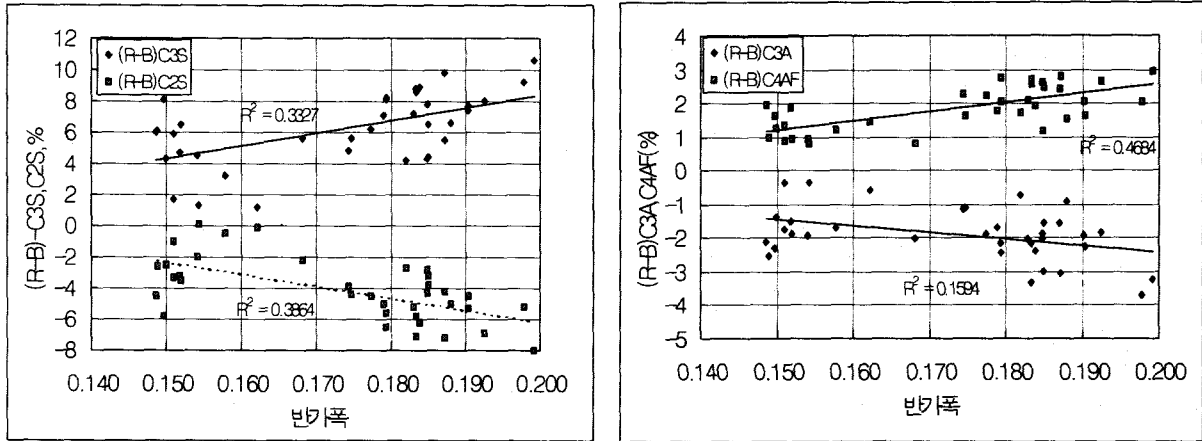 (R-B)C3S
(R-B)C2S
(R-B)-C3S,C2S,%
12
10
8
6
4
2
0
-2
-4
-6
-8
R²=0.3327
R²=0.3864
0.140 0.150 0.160 0.170 0.180 0.190 0.200
반가폭
(R-B)C3A
(R-B)C4AF
(R-B)C3A,C4AF(%)
4
3
2
1
0
-1
-2
-3
-4
-5
R²=0.4684
R²=0.1594
0.140 0.150 0.160 0.170 0.180 0.190 0.200
반가폭